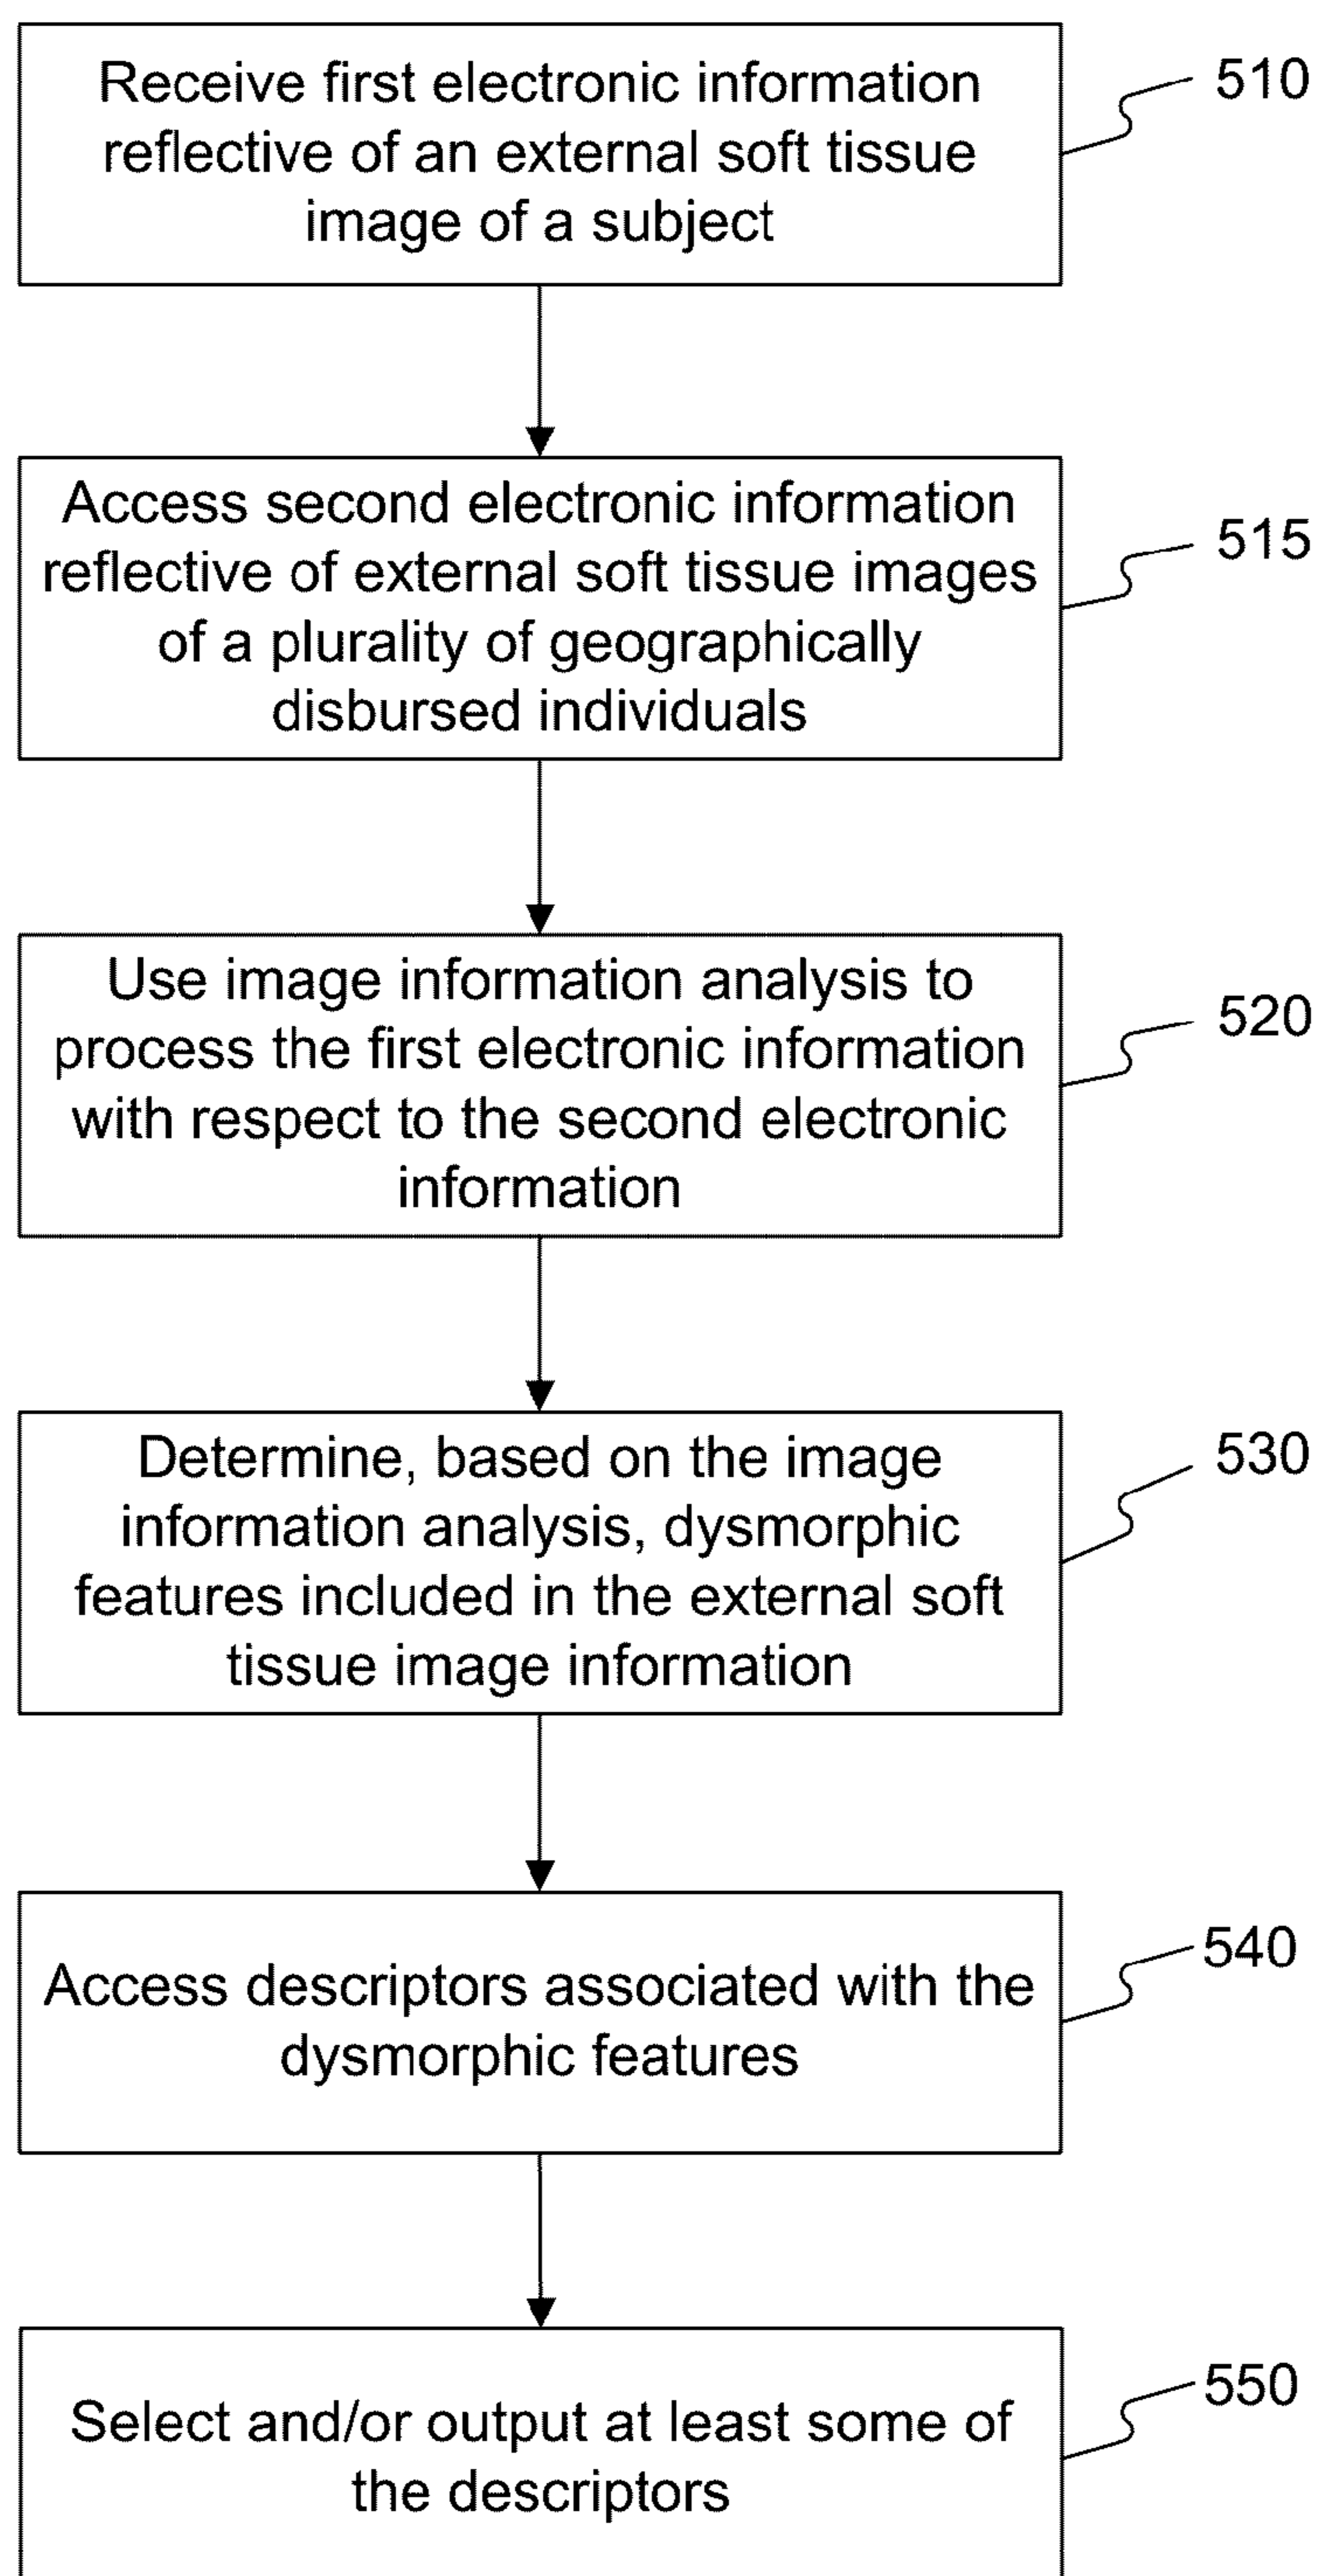 Receive first electronic information
reflective of an external soft tissue
image of a subject
510
Access second electronic information
reflective of external soft tissue images
of a plurality of geographically
disbursed individuals
515
Use image information analysis to
process the first electronic information
with respect to the second electronic
information
520
Determine, based on the image
information analysis, dysmorphic
features included in the external soft
tissue image information
530
Access descriptors associated with the
dysmorphic features
540
Select and/or output at least some of
the descriptors
550